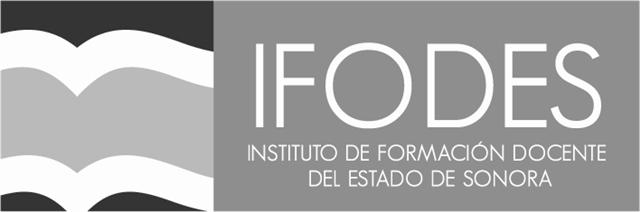 IFODES
INSTITUTO DE FORMACIÓN DOCENTE
DEL ESTADO DE SONORA